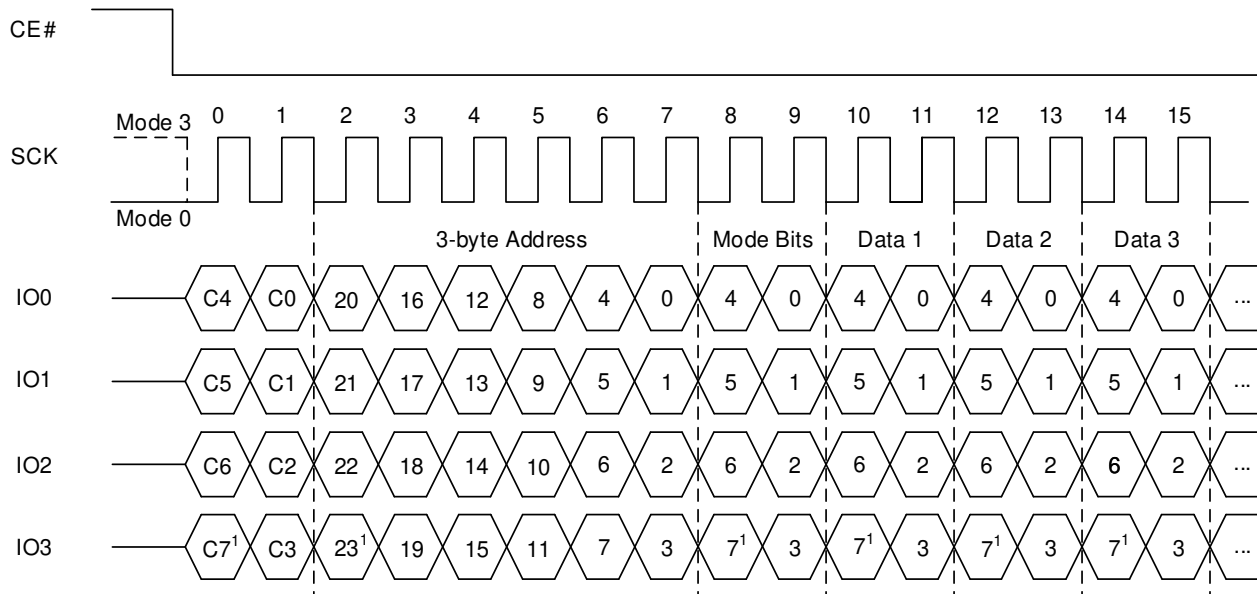 CE#
0 1 2 3 4 5 6 7 8 9 10 11 12 13 14 15
Mode 3
SCK
Mode 0
3-byte Address Mode Bits Data 1 Data 2 Data 3
IO0 C4 C0 20 16 12 8 4 0 4 0 4 0 4 0 4 0 ...
IO1 C5 C1 21 17 13 9 5 1 5 1 5 1 5 1 5 1 ...
IO2 C6 C2 22 18 14 10 6 2 6 2 6 2 6 2 6 2 ...
IO3 C7¹ C3 23¹ 19 15 11 7 3 7¹ 3 7¹ 3 7¹ 3 7¹ 3 ...